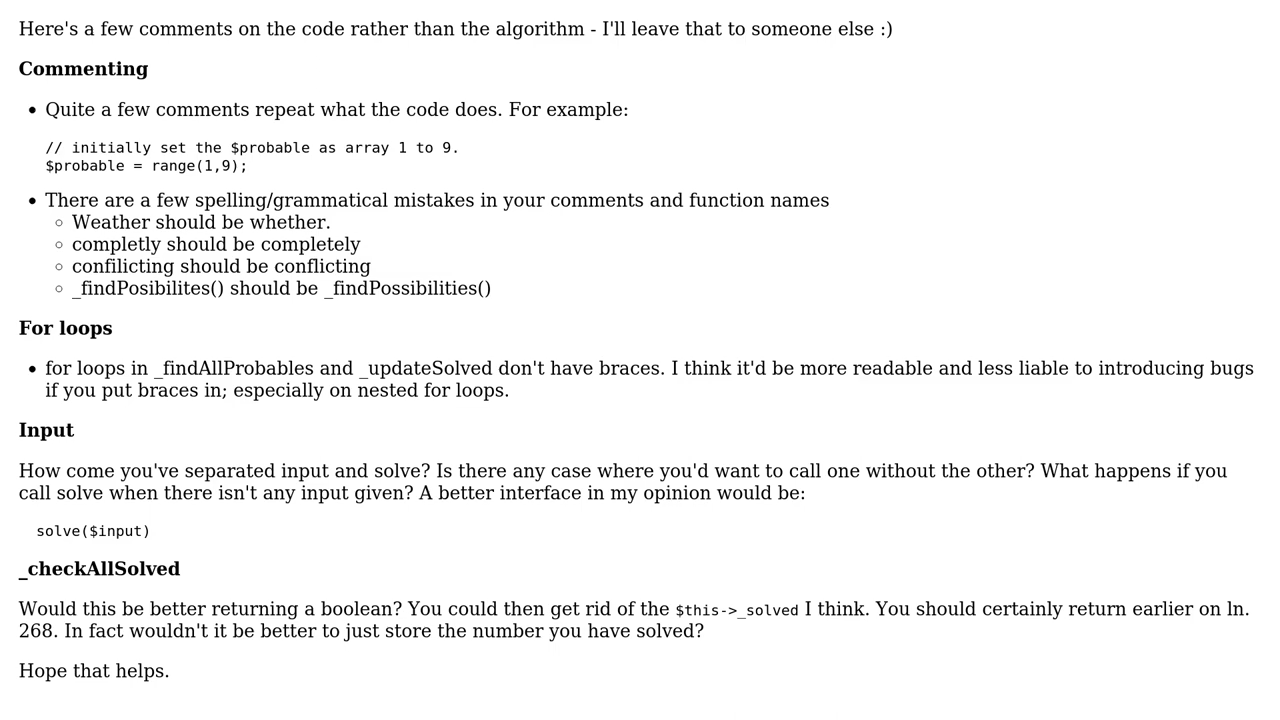 Here's a few comments on the code rather than the algorithm - I'll leave that to someone else :)
Commenting
• Quite a few comments repeat what the code does. For example:
// initially set the $probable as array 1 to 9.
$probable = range(1,9);
• There are a few spelling/grammatical mistakes in your comments and function names
◦ Weather should be whether.
◦ completly should be completely
◦ confilicting should be conflicting
◦ _findPosibilites() should be _findPossibilities()
For loops
• for loops in _findAllProbables and _updateSolved don't have braces. I think it'd be more readable and less liable to introducing bugs
if you put braces in; especially on nested for loops.
Input
How come you've separated input and solve? Is there any case where you'd want to call one without the other? What happens if you
call solve when there isn't any input given? A better interface in my opinion would be:
solve($input)
_checkAllSolved
Would this be better returning a boolean? You could then get rid of the $this->_solved I think. You should certainly return earlier on ln.
268. In fact wouldn't it be better to just store the number you have solved?
Hope that helps.